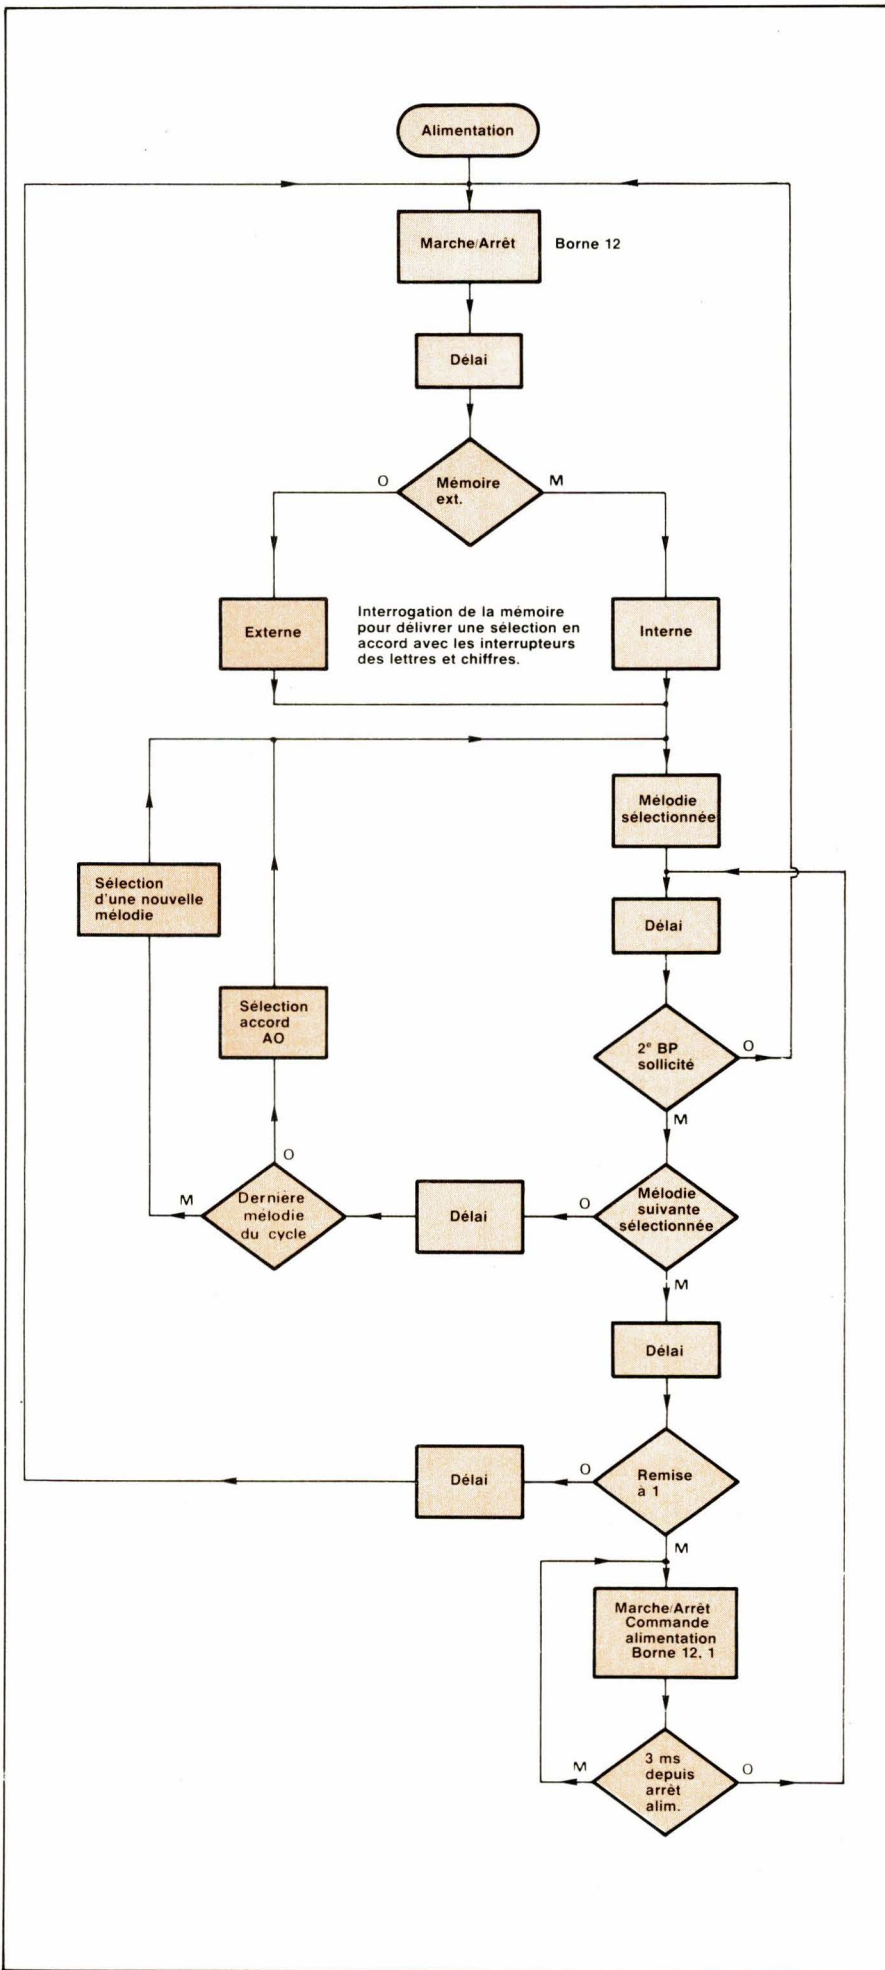 Alimentation
Marche/Arrêt
Borne 12
Délai
O
Mémoire
ext.
M
Externe
Interrogation de la mémoire
pour délivrer une sélection en
accord avec les interrupteurs
des lettres et chiffres.
Interne
Mélodie
sélectionnée
Sélection
d'une nouvelle
mélodie
Délai
Sélection
accord
AO
2e BP
sollicité
O
M
O
M
Dernière
mélodie
du cycle
Délai
O
Mélodie
suivante
sélectionnée
M
Délai
Délai
O
Remise
à 1
M
Marche/Arrêt
Commande
alimentation
Borne 12, 1
M
3 ms
depuis
arrêt
alim.
O